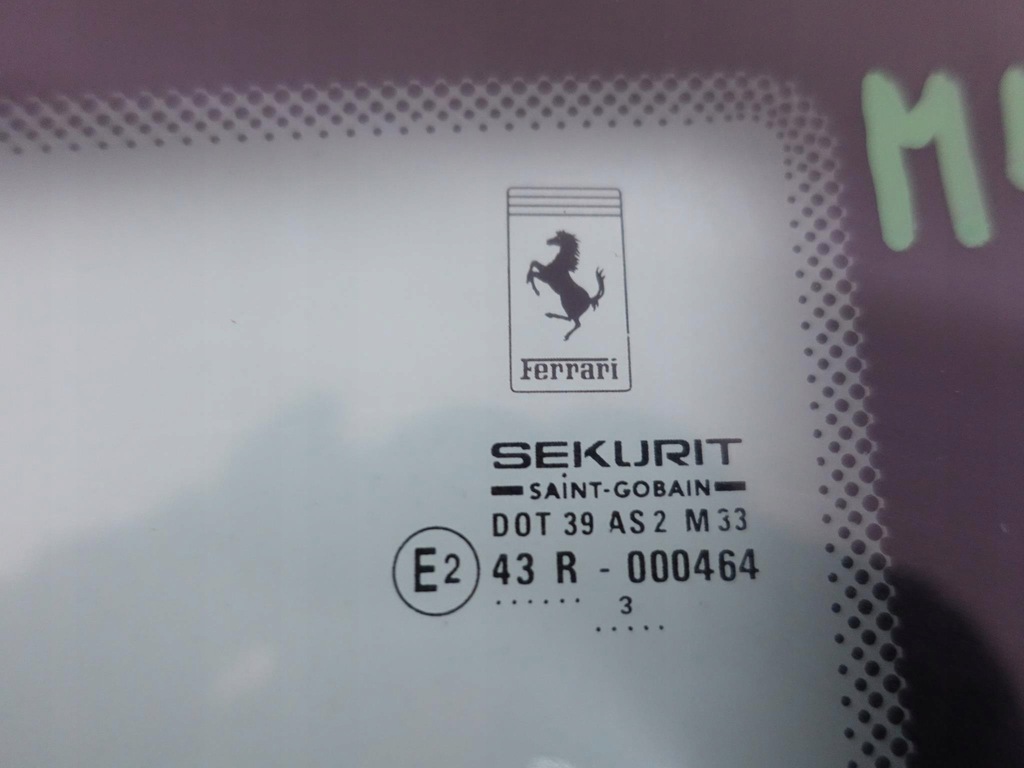 M
Ferrari
SEKURIT
SAINT-GOBAIN
DOT 39 AS2 M33
E2 43 R - 000464
...... 3
.....